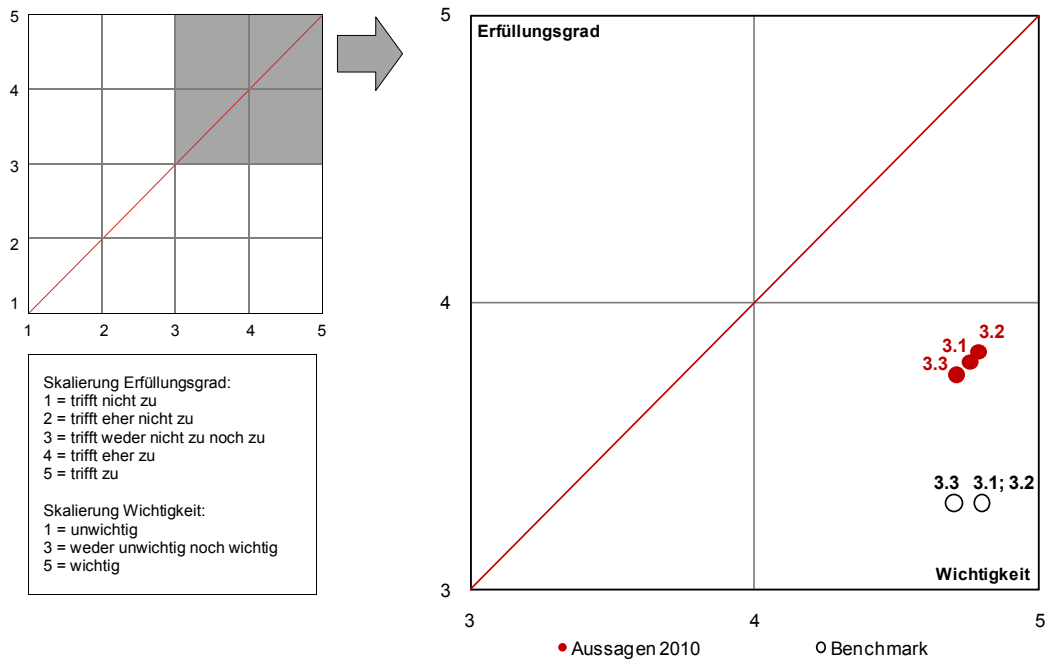 5
4
3
2
1
1 2 3 4 5
Skalierung Erfüllungsgrad:
1 = trifft nicht zu
2 = trifft eher nicht zu
3 = trifft weder nicht zu noch zu
4 = trifft eher zu
5 = trifft zu
Skalierung Wichtigkeit:
1 = unwichtig
3 = weder unwichtig noch wichtig
5 = wichtig
5
Erfüllungsgrad
4
3.2
3.1
3.3
3.3 3.1; 3.2
Wichtigkeit
3
3 4 5
Aussagen 2010 Benchmark